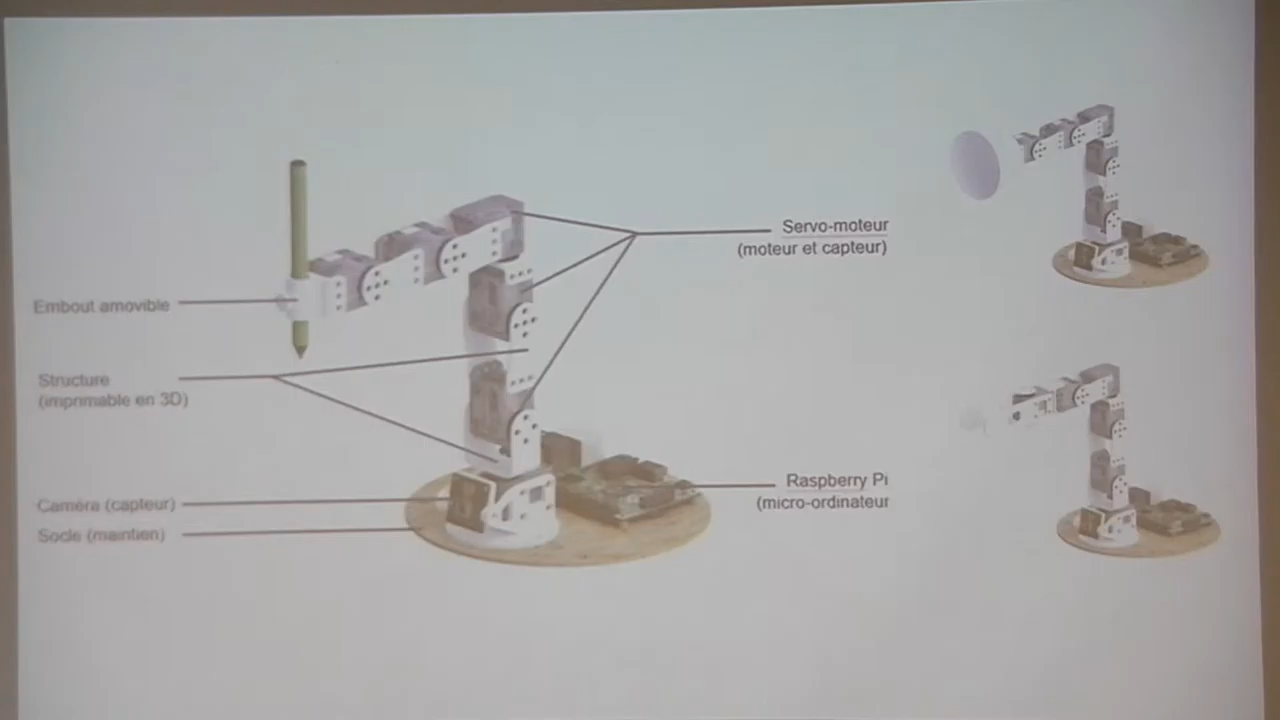 Servo-moteur
(moteur et capteur)
Embout amovible
Structure
(imprimable en 3D)
Raspberry Pi
(micro-ordinateur
Caméra (capteur)
Socle (maintien)